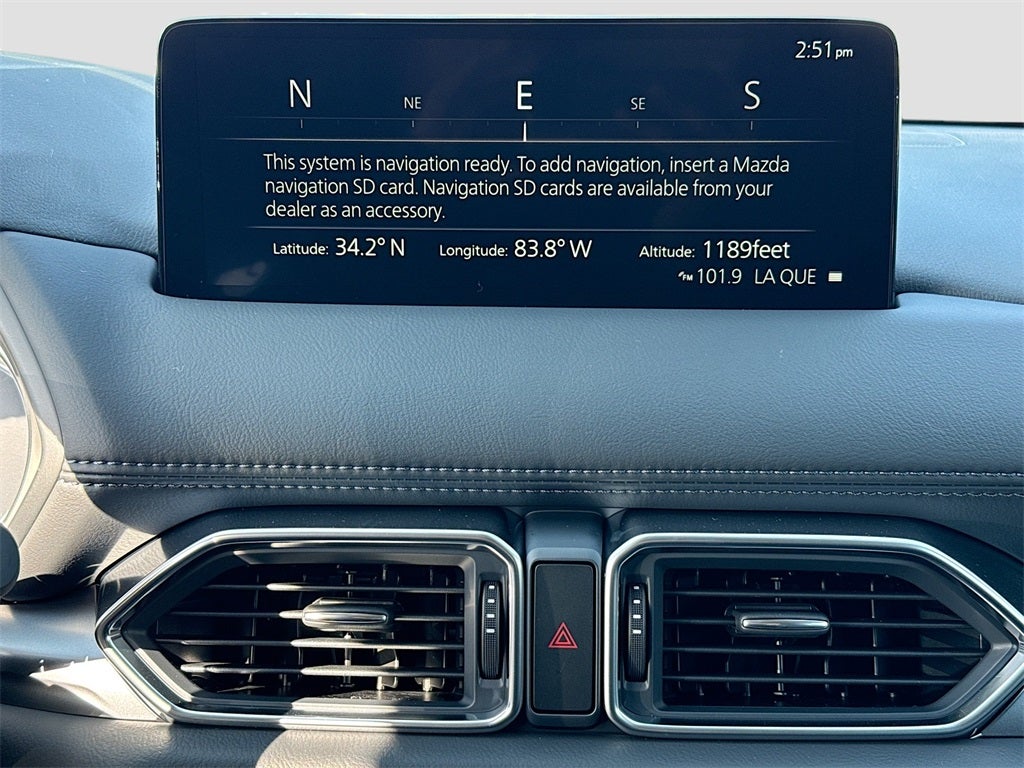 2:51 pm
N NE E SE S
This system is navigation ready. To add navigation, insert a Mazda
navigation SD card. Navigation SD cards are available from your
dealer as an accessory.
Latitude: 34.2° N Longitude: 83.8° W Altitude: 1189feet
FM 101.9 LA QUE